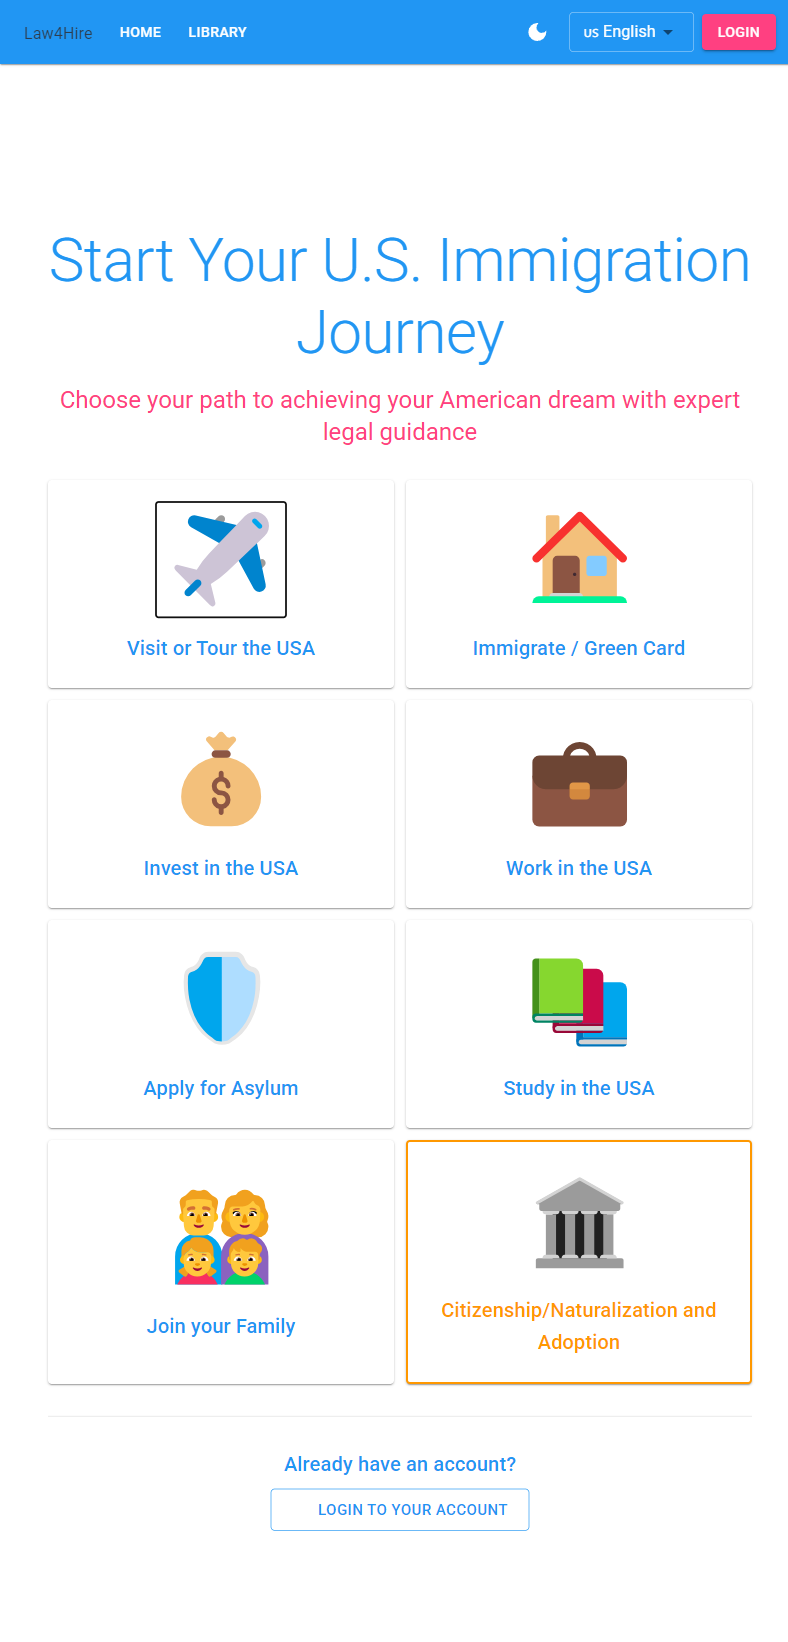 Law4Hire HOME LIBRARY us English LOGIN
Start Your U.S. Immigration
Journey
Choose your path to achieving your American dream with expert
legal guidance
Visit or Tour the USA
Immigrate / Green Card
$
Invest in the USA
Work in the USA
Apply for Asylum
Study in the USA
Join your Family
Citizenship/Naturalization and
Adoption
Already have an account?
LOGIN TO YOUR ACCOUNT